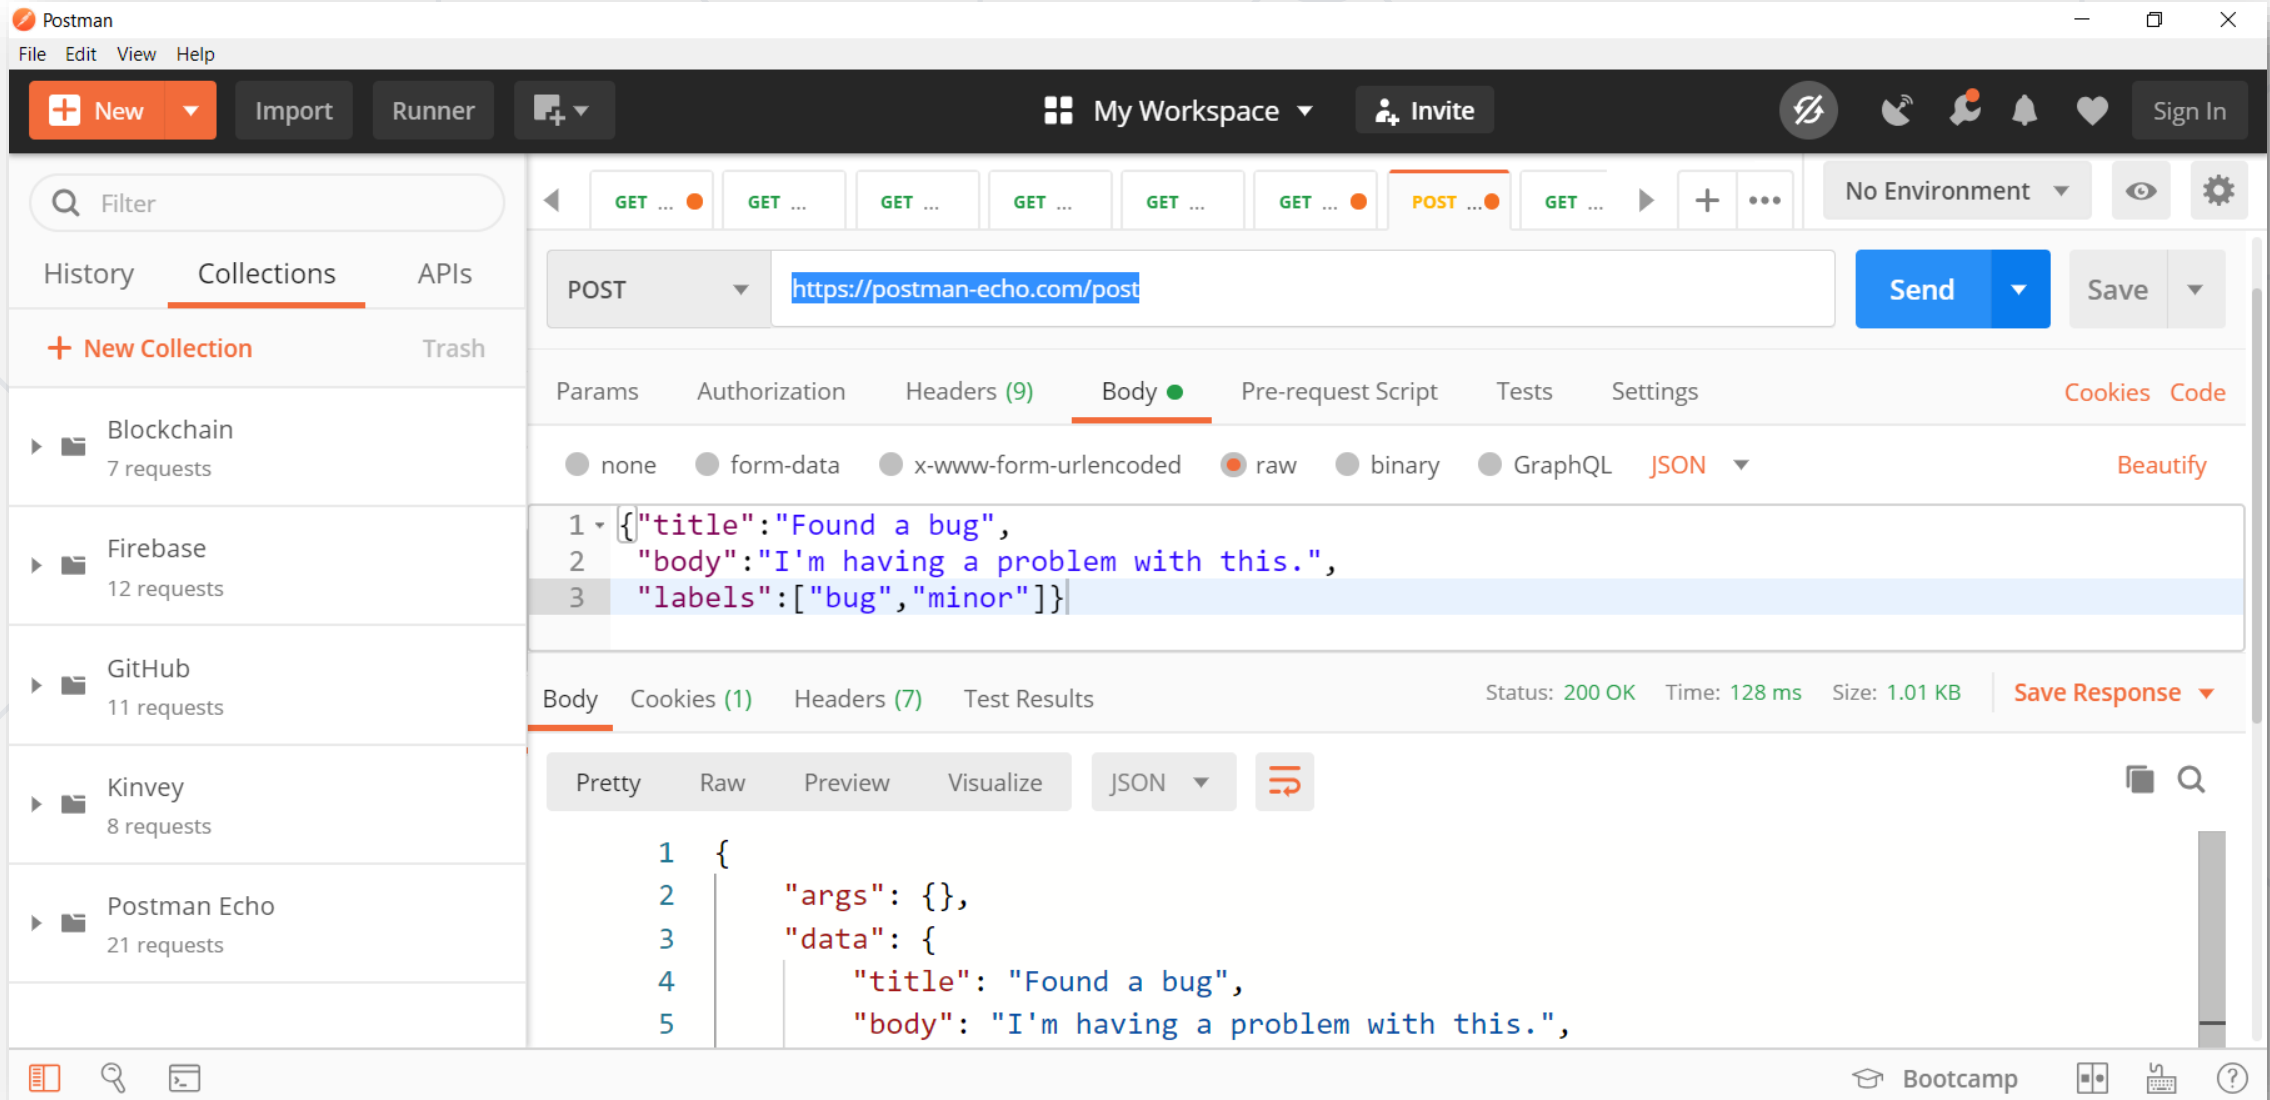 Postman
File Edit View Help
New Import Runner My Workspace Invite Sign In
Filter
History Collections APIs
+ New Collection Trash
Blockchain
7 requests
Firebase
12 requests
GitHub
11 requests
Kinvey
8 requests
Postman Echo
21 requests
GET ... GET ... GET ... GET ... GET ... GET ... POST ... GET ... + ••• No Environment
POST https://postman-echo.com/post Send Save
Params Authorization Headers (9) Body Pre-request Script Tests Settings Cookies Code
none form-data x-www-form-urlencoded raw binary GraphQL JSON Beautify
1 {"title":"Found a bug",
2 "body":"I'm having a problem with this.",
3 "labels":["bug","minor"]}
Body Cookies (1) Headers (7) Test Results Status: 200 OK Time: 128 ms Size: 1.01 KB Save Response
Pretty Raw Preview Visualize JSON
1 {
2 "args": {},
3 "data": {
4 "title": "Found a bug",
5 "body": "I'm having a problem with this.",
Bootcamp